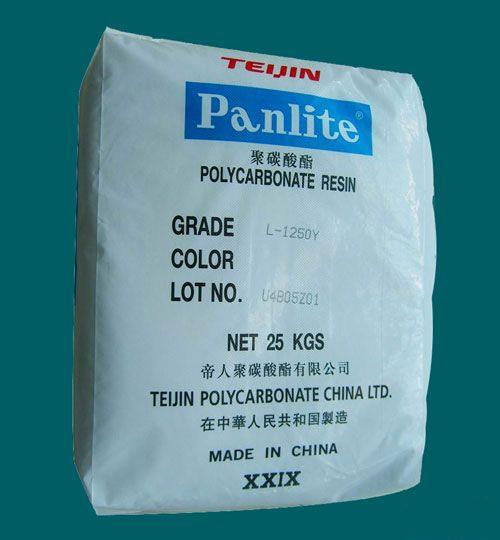 TEIJIN
Panlite®
聚碳酸酯
POLYCARBONATE RESIN
GRADE L-1250Y
COLOR
LOT NO. U4B05Z01
NET 25 KGS
帝人聚碳酸酯有限公司
TEIJIN POLYCARBONATE CHINA LTD.
在中華人民共和国製造
MADE IN CHINA
XXIX